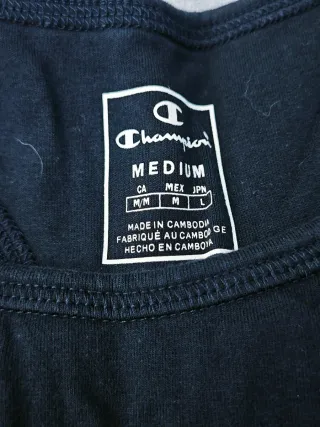 Champion
MEDIUM
CA MEX JPN
M/M M L
MADE IN CAMBODIA
FABRIQUÉ AU CAMBODGE
HECHO EN CAMBOYA